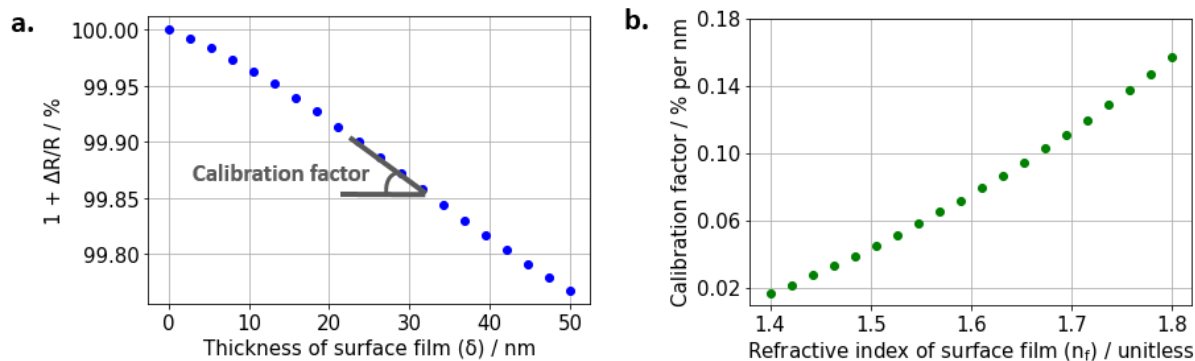 a.
1 + ΔR/R / %
100.00
99.95
99.90
99.85
99.80
Calibration factor
0 10 20 30 40 50
Thickness of surface film (δ) / nm
b.
Calibration factor / % per nm
0.18
0.14
0.10
0.06
0.02
1.4 1.5 1.6 1.7 1.8
Refractive index of surface film (n_f) / unitless